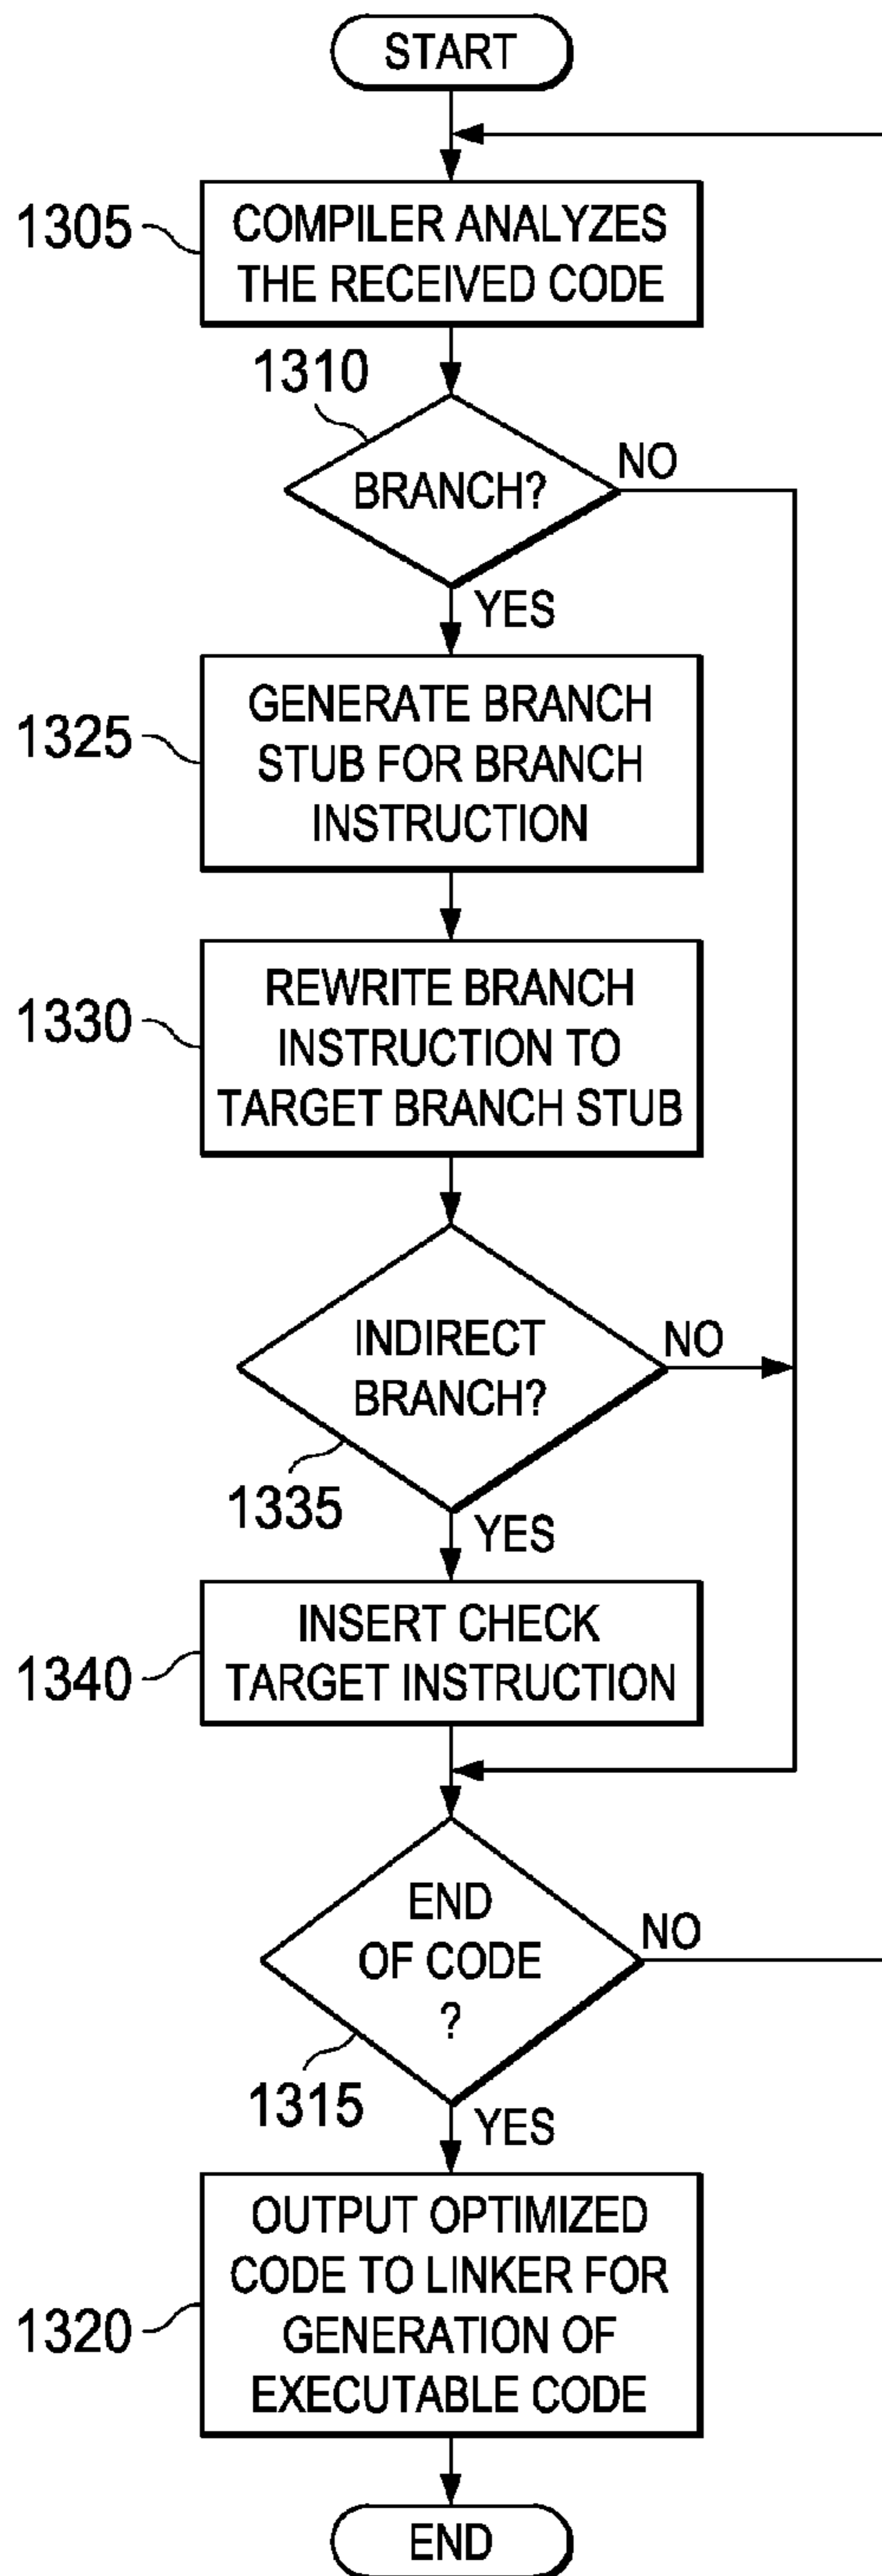 START
1305
COMPILER ANALYZES
THE RECEIVED CODE
1310
BRANCH?
NO
YES
1325
GENERATE BRANCH
STUB FOR BRANCH
INSTRUCTION
1330
REWRITE BRANCH
INSTRUCTION TO
TARGET BRANCH STUB
INDIRECT
BRANCH?
NO
1335
YES
1340
INSERT CHECK
TARGET INSTRUCTION
END
OF CODE
?
NO
1315
YES
1320
OUTPUT OPTIMIZED
CODE TO LINKER FOR
GENERATION OF
EXECUTABLE CODE
END